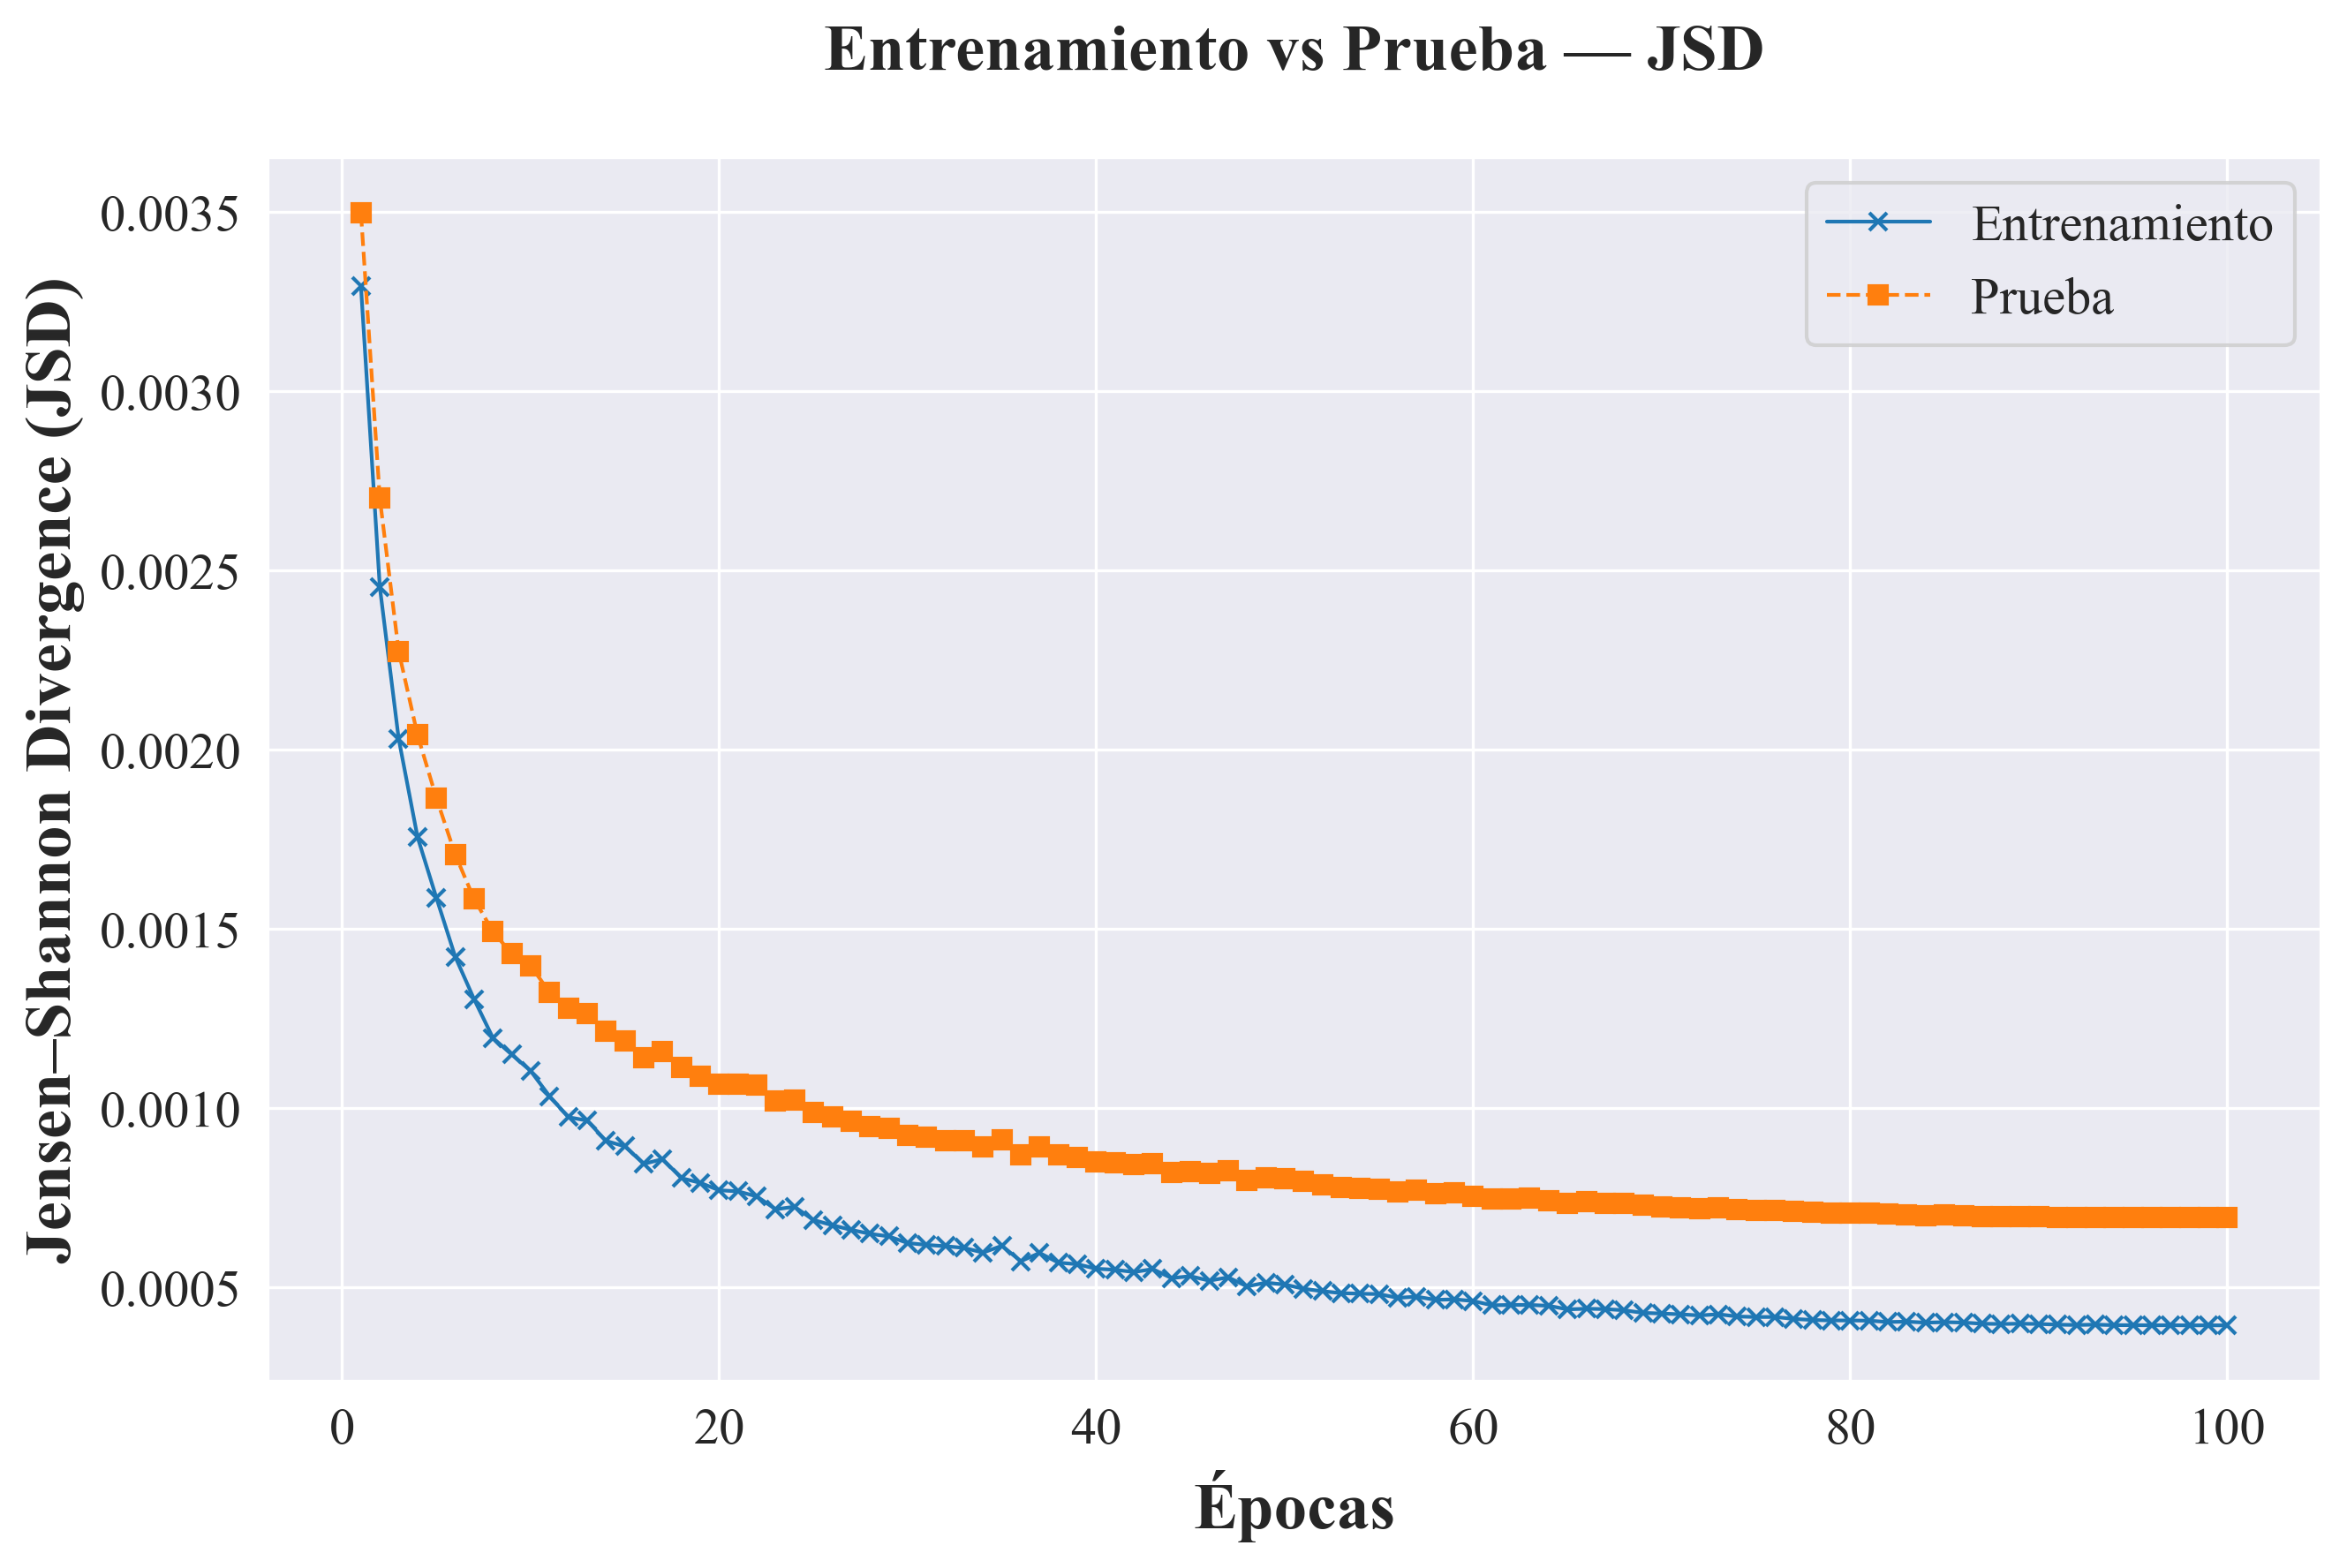 Entrenamiento vs Prueba — JSD
Entrenamiento
Prueba
Jensen–Shannon Divergence (JSD)
0.0035
0.0030
0.0025
0.0020
0.0015
0.0010
0.0005
0 20 40 60 80 100
Épocas